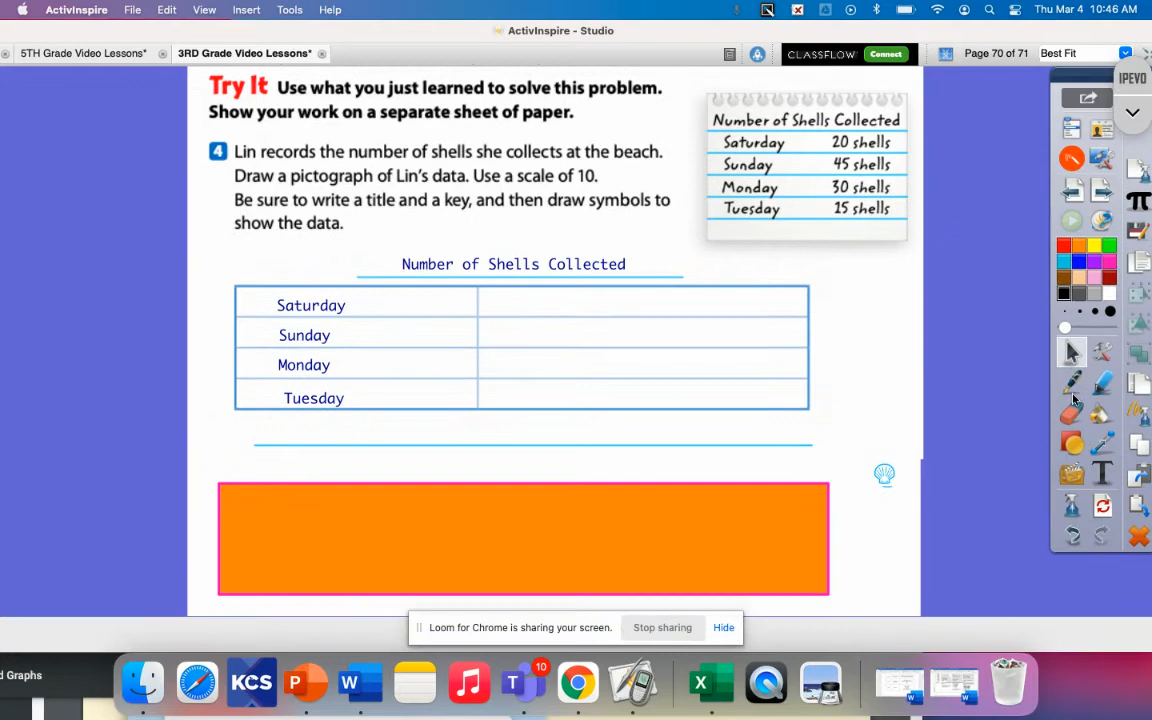 ActivInspire File Edit View Insert Tools Help Thu Mar 4 10:46 AM
ActivInspire - Studio
5TH Grade Video Lessons* 3RD Grade Video Lessons* CLASSFLOW Connect Page 70 of 71 Best Fit
IPEVO
Try It Use what you just learned to solve this problem.
Show your work on a separate sheet of paper.
4 Lin records the number of shells she collects at the beach.
Draw a pictograph of Lin's data. Use a scale of 10.
Be sure to write a title and a key, and then draw symbols to
show the data.
Number of Shells Collected
Saturday 20 shells
Sunday 45 shells
Monday 30 shells
Tuesday 15 shells
Number of Shells Collected
Saturday
Sunday
Monday
Tuesday
Loom for Chrome is sharing your screen. Stop sharing Hide
d Graphs
KCS
10